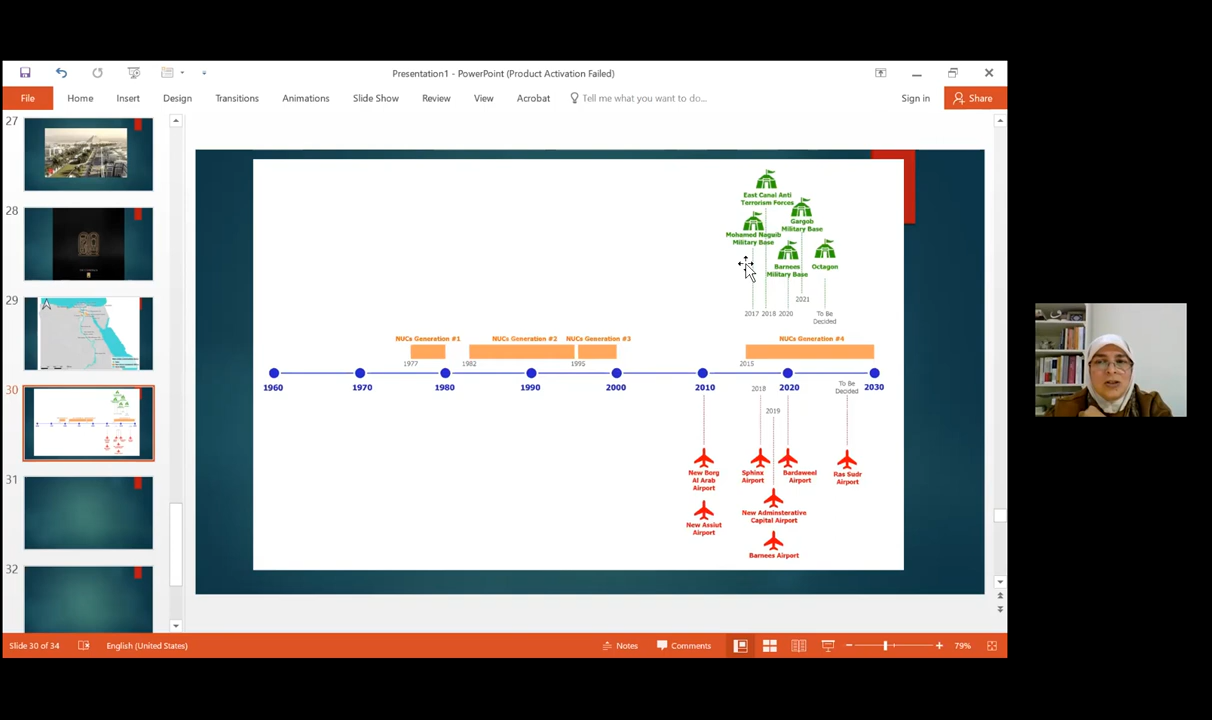 Presentation1 - PowerPoint (Product Activation Failed)
File Home Insert Design Transitions Animations Slide Show Review View Acrobat Tell me what you want to do... Sign in Share
27
28
29
30
31
32
East Canal Anti
Terrorism Forces
Gargob
Military Base
Mohamed Naguib
Military Base
Barnees
Military Base
Octagon
2021
2017 2018 2020 To Be
Decided
NUCs Generation #1 NUCs Generation #2 NUCs Generation #3 NUCs Generation #4
1977 1982 1995 2015
1960 1970 1980 1990 2000 2010 2020 2030
2018
To Be
Decided
2019
New Borg
Al Arab
Airport
Sphinx
Airport
Bardaweel
Airport
Ras Sudr
Airport
New Assiut
Airport
New Adminsterative
Capital Airport
Barnees Airport
Slide 30 of 34 English (United States) Notes Comments 79%